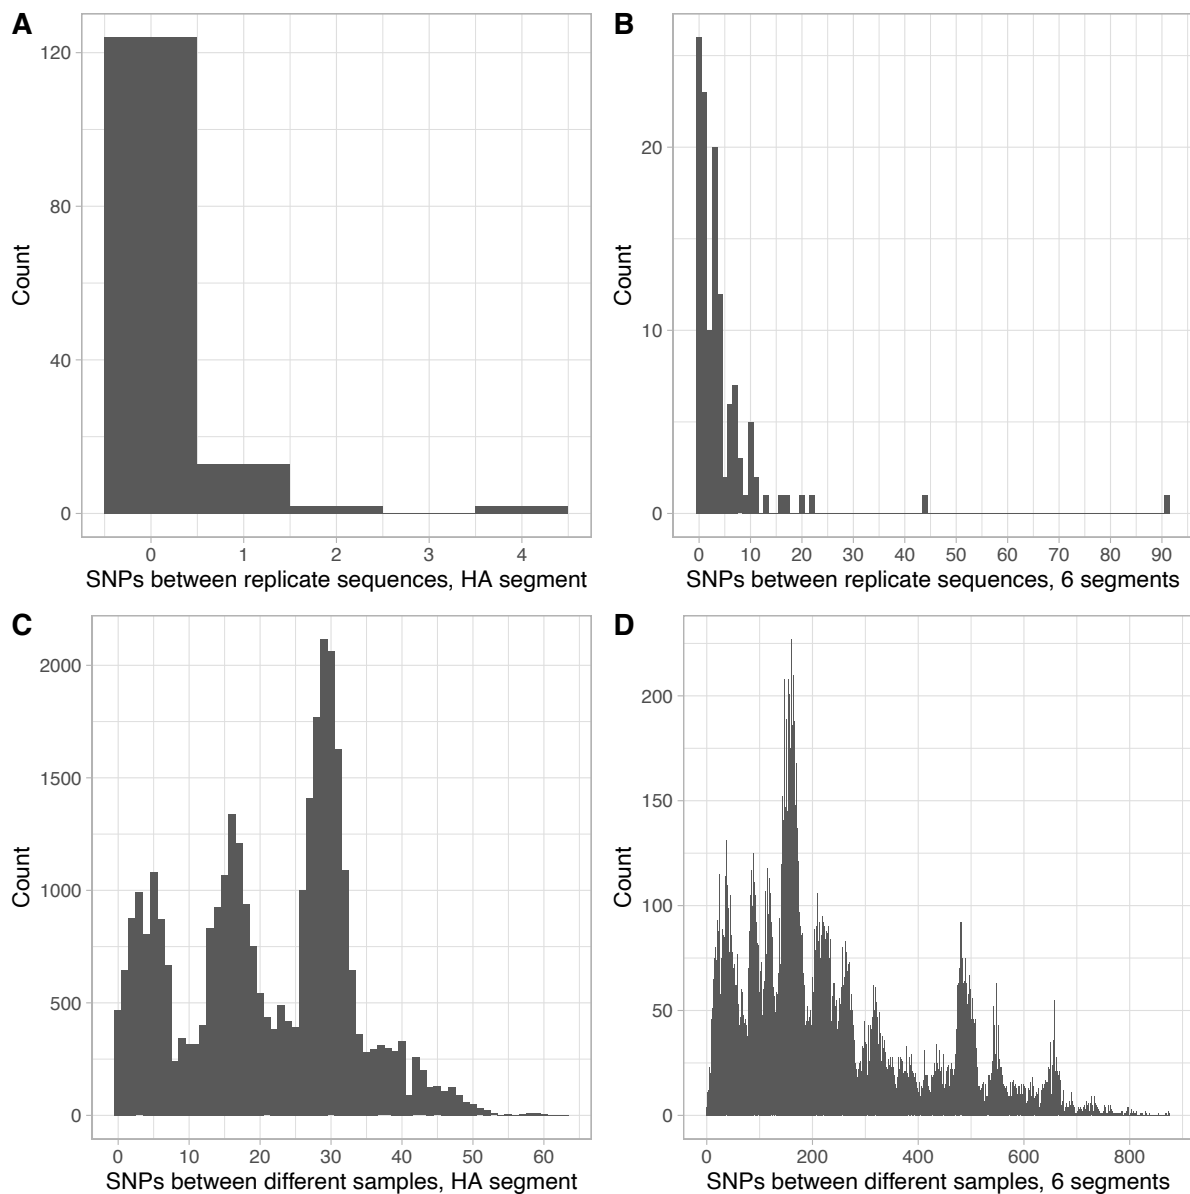 A
120
80
40
0
Count
0 1 2 3 4
SNPs between replicate sequences, HA segment
B
20
10
0
Count
0 10 20 30 40 50 60 70 80 90
SNPs between replicate sequences, 6 segments
C
2000
1500
1000
500
0
Count
0 10 20 30 40 50 60
SNPs between different samples, HA segment
D
200
150
100
50
0
Count
0 200 400 600 800
SNPs between different samples, 6 segments